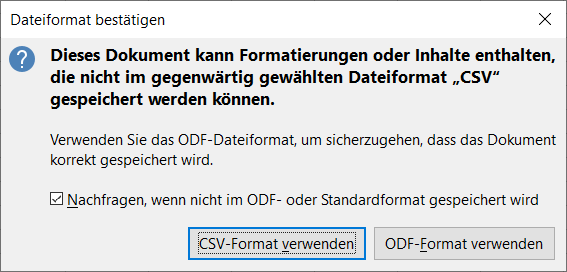 Dateiformat bestätigen
Dieses Dokument kann Formatierungen oder Inhalte enthalten,
die nicht im gegenwärtig gewählten Dateiformat „CSV“
gespeichert werden können.
Verwenden Sie das ODF-Dateiformat, um sicherzugehen, dass das Dokument
korrekt gespeichert wird.
Nachfragen, wenn nicht im ODF- oder Standardformat gespeichert wird
CSV-Format verwenden
ODF-Format verwenden